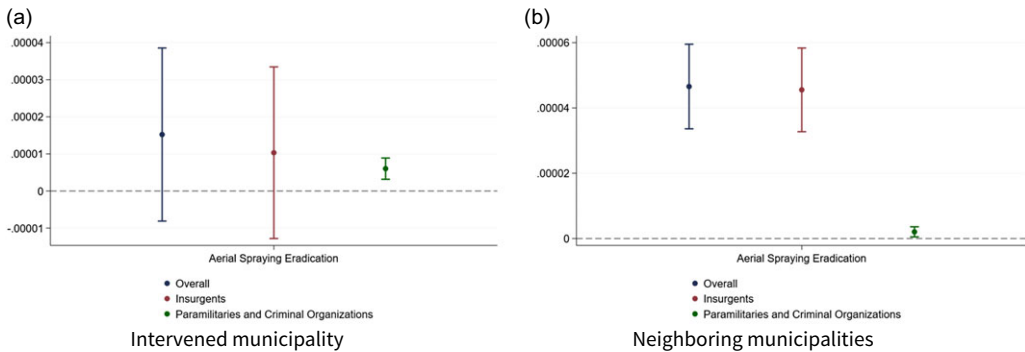 (a)
.00004
.00003
.00002
.00001
0
-.00001
Aerial Spraying Eradication
Overall
Insurgents
Paramilitaries and Criminal Organizations
Intervened municipality
(b)
.00006
.00004
.00002
0
Aerial Spraying Eradication
Overall
Insurgents
Paramilitaries and Criminal Organizations
Neighboring municipalities